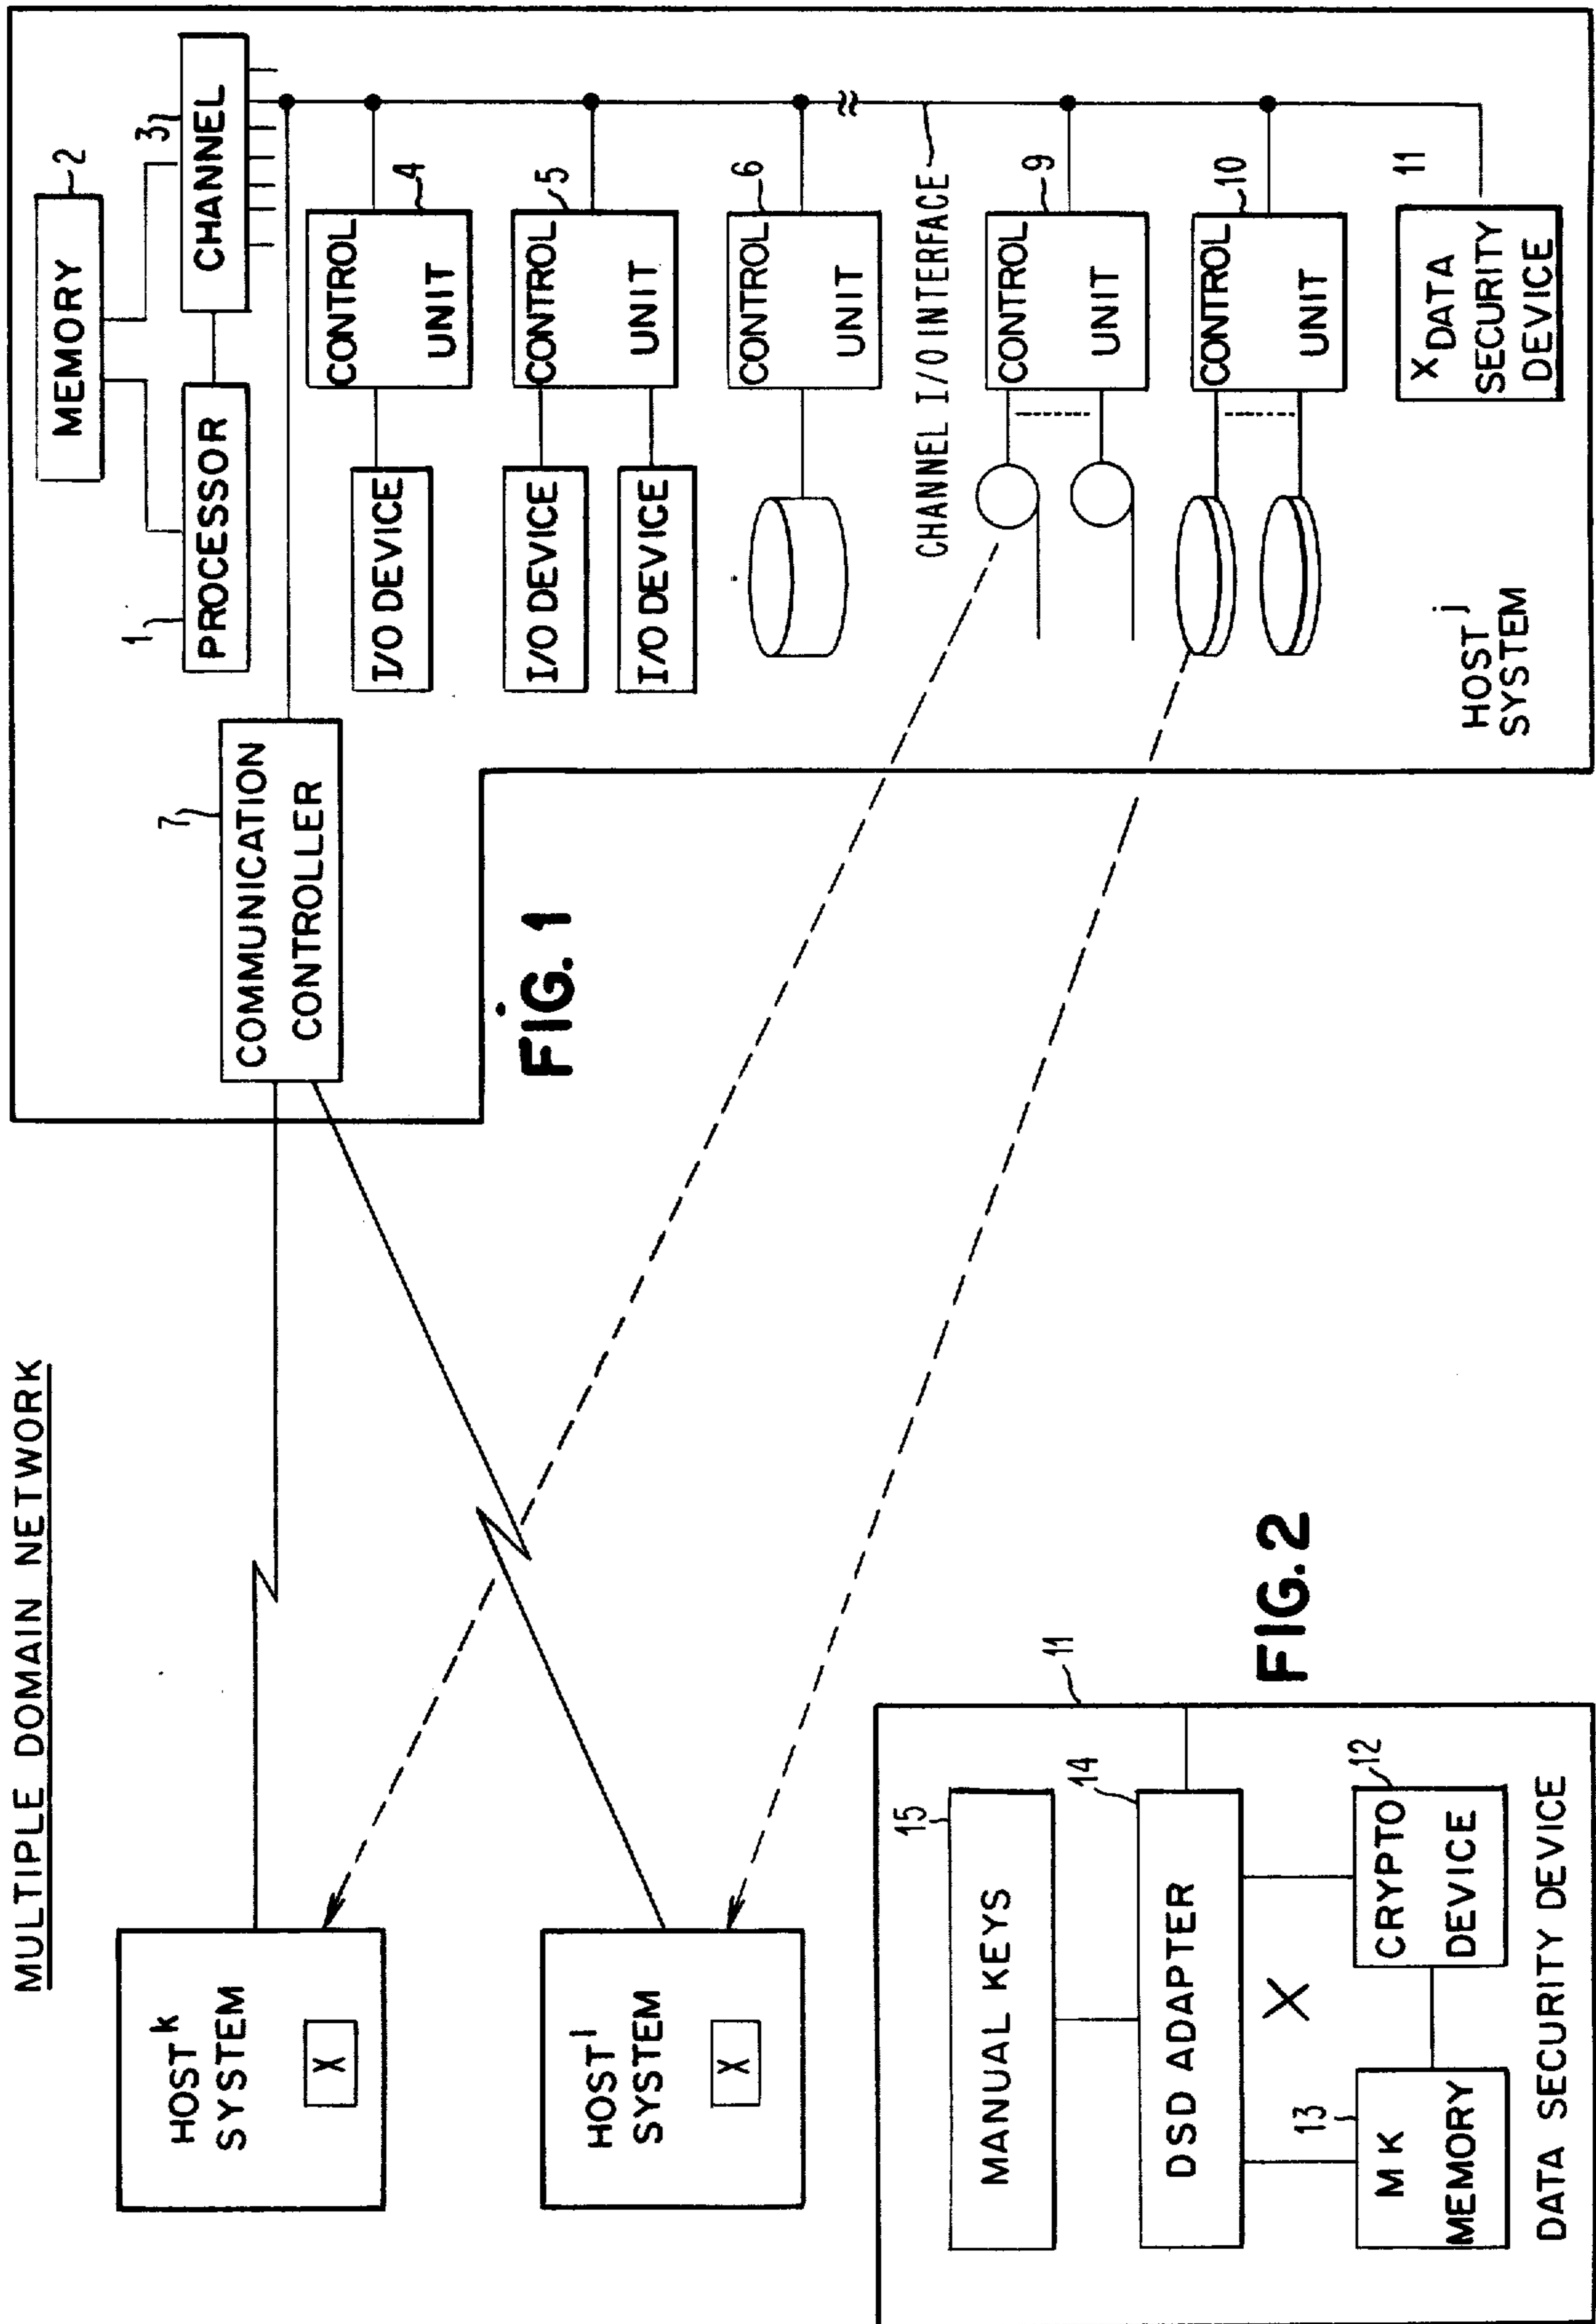 MULTIPLE DOMAIN NETWORK
HOST k
SYSTEM
X
HOST l
SYSTEM
X
7
COMMUNICATION
CONTROLLER
MEMORY
2
1
PROCESSOR
3
CHANNEL
I/O DEVICE
CONTROL
UNIT
4
I/O DEVICE
I/O DEVICE
CONTROL
UNIT
5
CONTROL
UNIT
6
CHANNEL I/O INTERFACE
CONTROL
UNIT
9
CONTROL
UNIT
10
X DATA
SECURITY
DEVICE
11
HOST j
SYSTEM
FIG. 1
11
15
MANUAL KEYS
14
DSD ADAPTER
X
13
MK
MEMORY
12
CRYPTO
DEVICE
DATA SECURITY DEVICE
FIG. 2